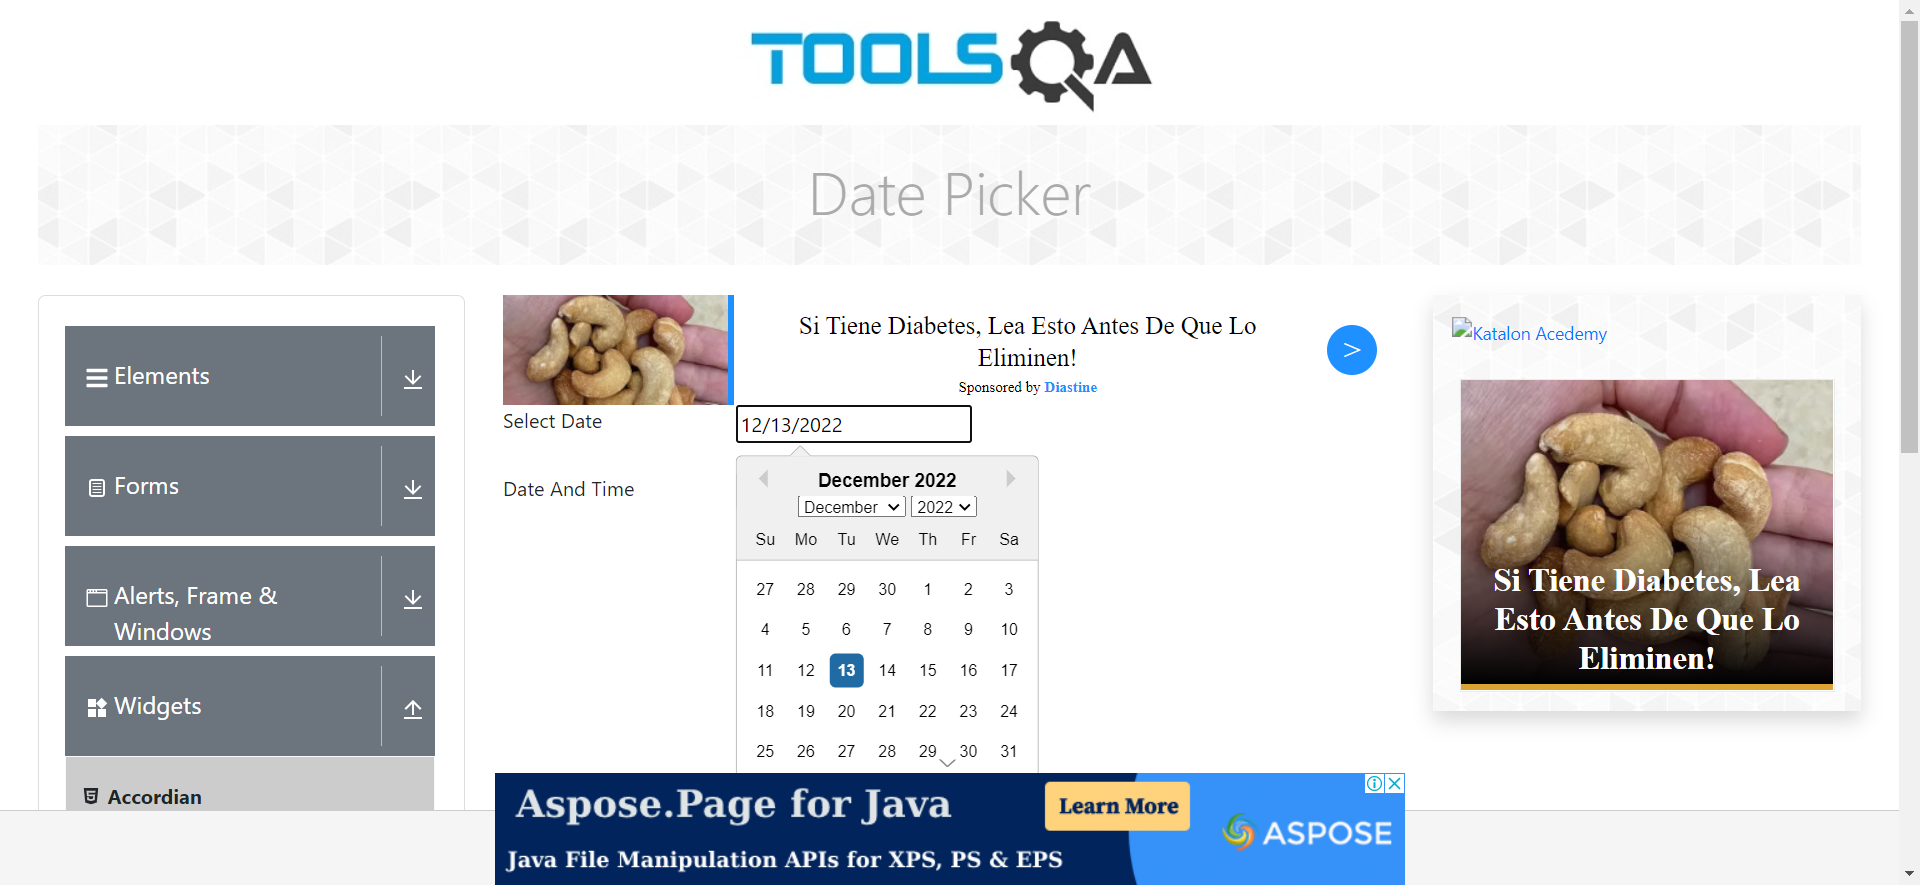 TOOLSQA
Date Picker
Elements
Forms
Alerts, Frame &
Windows
Widgets
Accordian
Si Tiene Diabetes, Lea Esto Antes De Que Lo
Eliminen!
Sponsored by Diastine
>
Select Date
12/13/2022
Date And Time
December 2022
December 2022
Su Mo Tu We Th Fr Sa
27 28 29 30 1 2 3
4 5 6 7 8 9 10
11 12 13 14 15 16 17
18 19 20 21 22 23 24
25 26 27 28 29 30 31
Katalon Acedemy
Si Tiene Diabetes, Lea
Esto Antes De Que Lo
Eliminen!
Aspose.Page for Java
Learn More
ASPOSE
Java File Manipulation APIs for XPS, PS & EPS